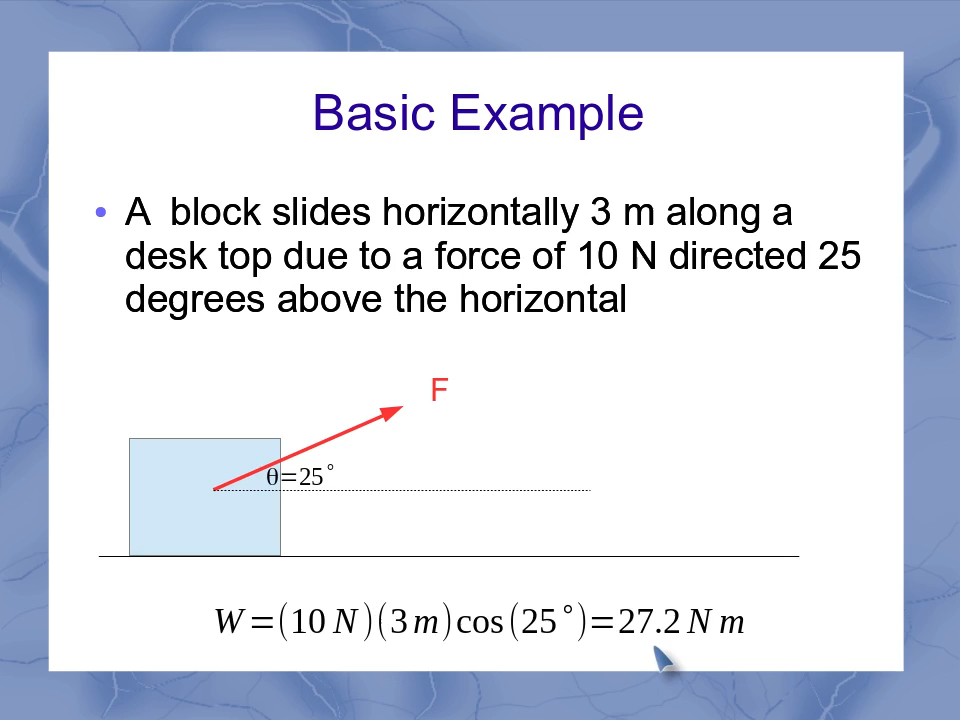 Basic Example
• A  block slides horizontally 3 m along a
desk top due to a force of 10 N directed 25
degrees above the horizontal
F
θ=25°
W=(10 N)(3 m)cos(25°)=27.2 N m